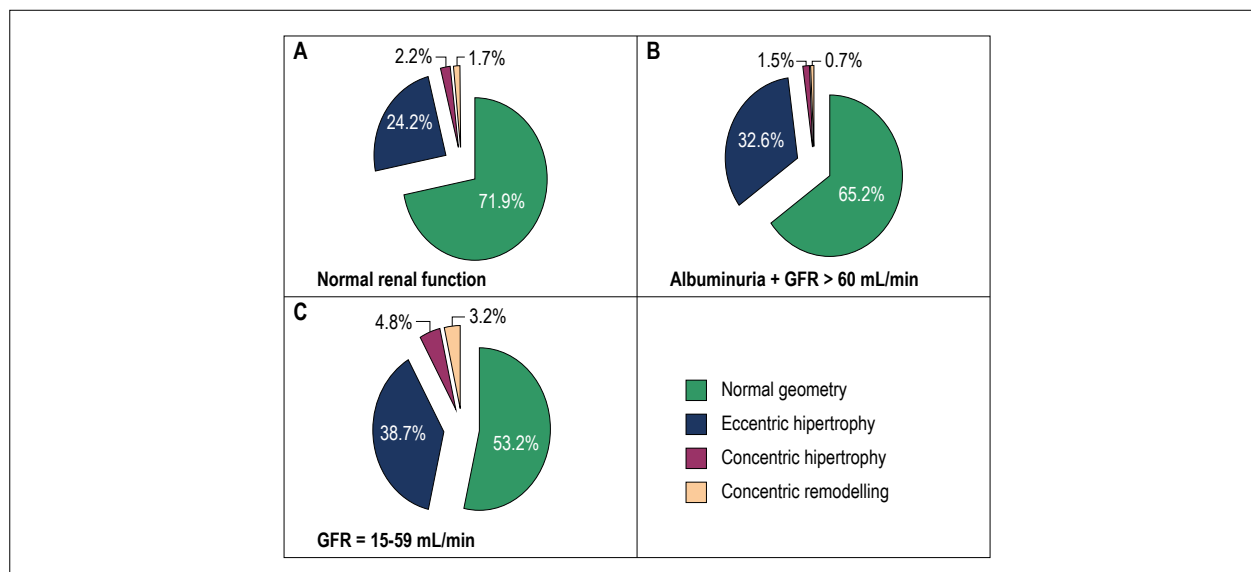 A
2.2%
1.7%
24.2%
71.9%
Normal renal function
B
1.5%
0.7%
32.6%
65.2%
Albuminuria + GFR > 60 mL/min
C
4.8%
3.2%
38.7%
53.2%
GFR = 15-59 mL/min
Normal geometry
Eccentric hipertrophy
Concentric hipertrophy
Concentric remodelling